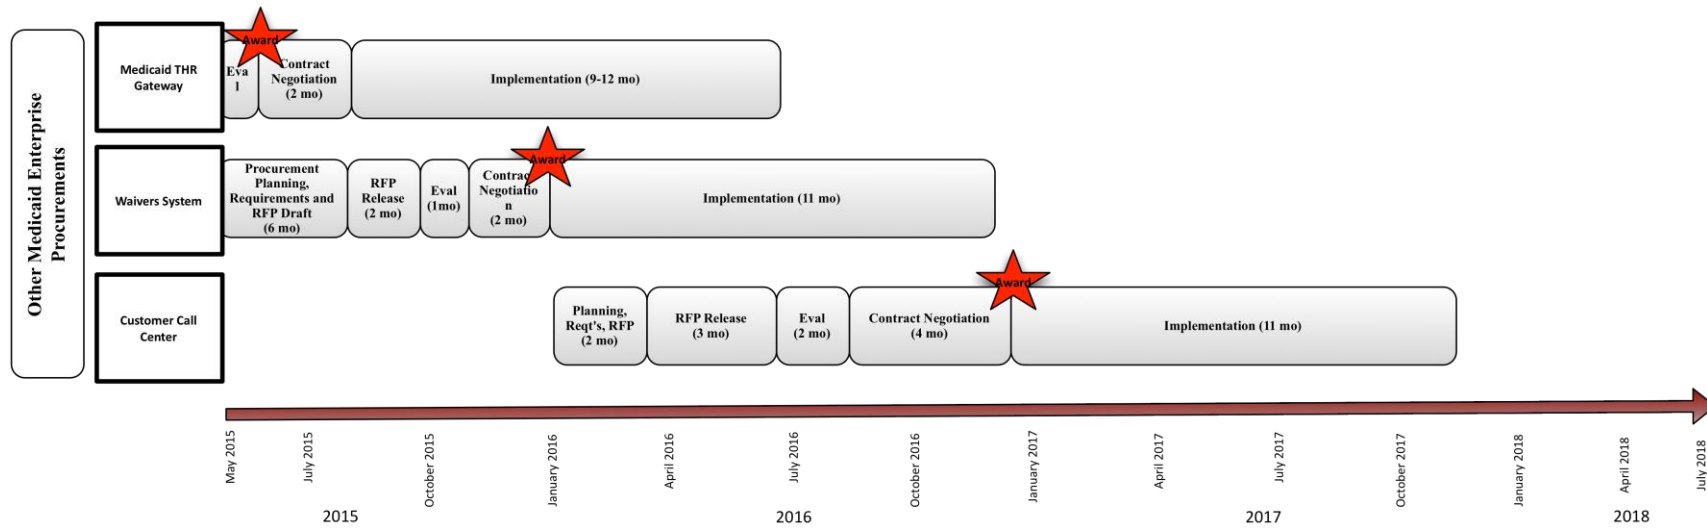 Other Medicaid Enterprise
Procurements
Medicaid THR
Gateway
Eva
l
Award
Contract
Negotiation
(2 mo)
Implementation (9-12 mo)
Waivers System
Procurement
Planning,
Requirements and
RFP Draft
(6 mo)
RFP
Release
(2 mo)
Eval
(1mo)
Contract
Negotiatio
n
(2 mo)
Award
Implementation (11 mo)
Customer Call
Center
Planning,
Reqt's, RFP
(2 mo)
RFP Release
(3 mo)
Eval
(2 mo)
Contract Negotiation
(4 mo)
Award
Implementation (11 mo)
May 2015
July 2015
October 2015
January 2016
April 2016
July 2016
October 2016
January 2017
April 2017
July 2017
October 2017
January 2018
April 2018
July 2018
2015
2016
2017
2018